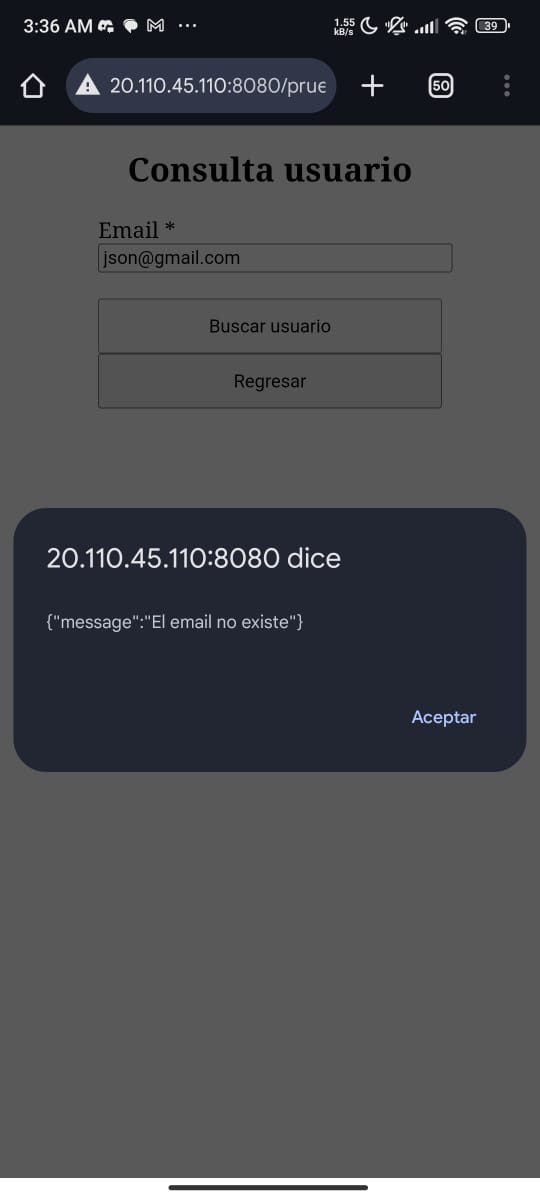 3:36 AM ···
1.55
kB/s
39
20.110.45.110:8080/prue
50
Consulta usuario
Email *
json@gmail.com
Buscar usuario
Regresar
20.110.45.110:8080 dice
{"message":"El email no existe"}
Aceptar